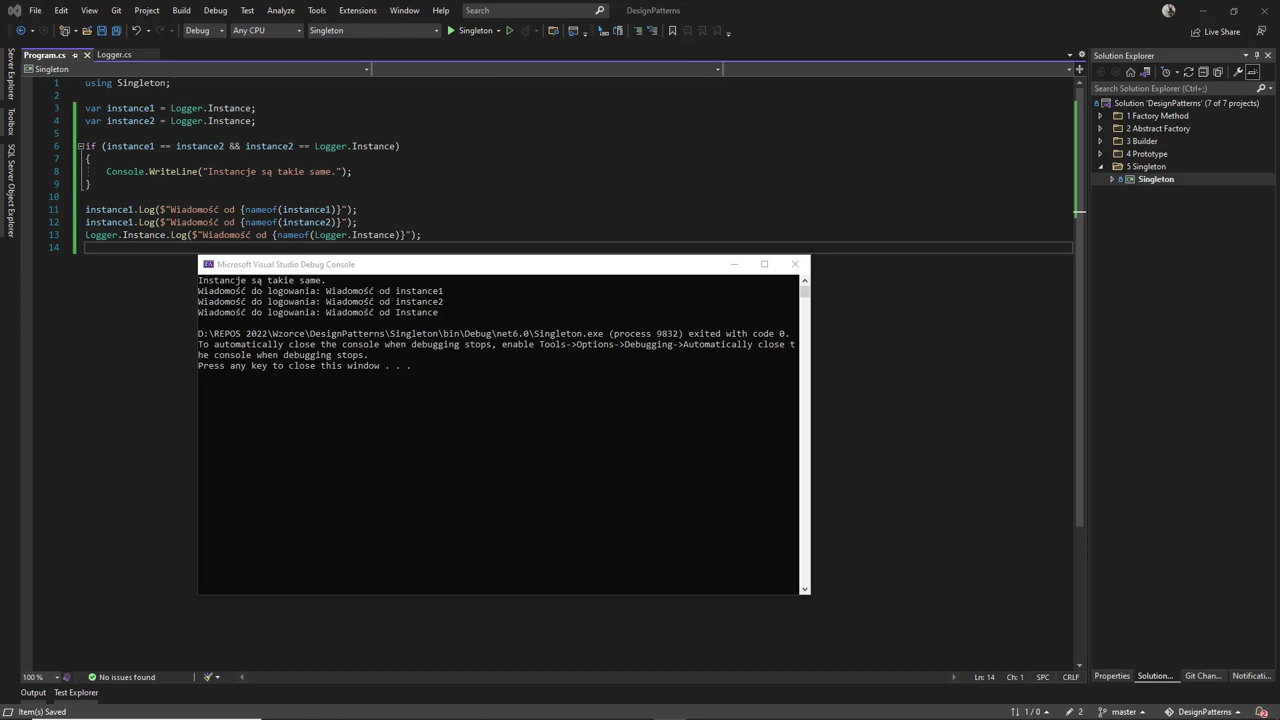 File Edit View Git Project Build Debug Test Analyze Tools Extensions Window Help Search DesignPatterns
Debug Any CPU Singleton Singleton Live Share
Program.cs Logger.cs
Singleton
Server Explorer
Toolbox
SQL Server Object Explorer
1 using Singleton;
2
3 var instance1 = Logger.Instance;
4 var instance2 = Logger.Instance;
5
6 if (instance1 == instance2 && instance2 == Logger.Instance)
7 {
8 Console.WriteLine("Instancje są takie same.");
9 }
10
11 instance1.Log($"Wiadomość od {nameof(instance1)}");
12 instance1.Log($"Wiadomość od {nameof(instance2)}");
13 Logger.Instance.Log($"Wiadomość od {nameof(Logger.Instance)}");
14
Microsoft Visual Studio Debug Console
Instancje są takie same.
Wiadomość do logowania: Wiadomość od instance1
Wiadomość do logowania: Wiadomość od instance2
Wiadomość do logowania: Wiadomość od Instance
D:\REPOS 2022\Wzorce\DesignPatterns\Singleton\bin\Debug\net6.0\Singleton.exe (process 9832) exited with code 0.
To automatically close the console when debugging stops, enable Tools->Options->Debugging->Automatically close t
he console when debugging stops.
Press any key to close this window . . .
Solution Explorer
Search Solution Explorer (Ctrl+;)
Solution 'DesignPatterns' (7 of 7 projects)
1 Factory Method
2 Abstract Factory
3 Builder
4 Prototype
5 Singleton
Singleton
100 % No issues found Ln: 14 Ch: 1 SPC CRLF
Properties Solution... Git Chan... Notificati...
Output Test Explorer
Item(s) Saved 1 / 0 2 master DesignPatterns 2